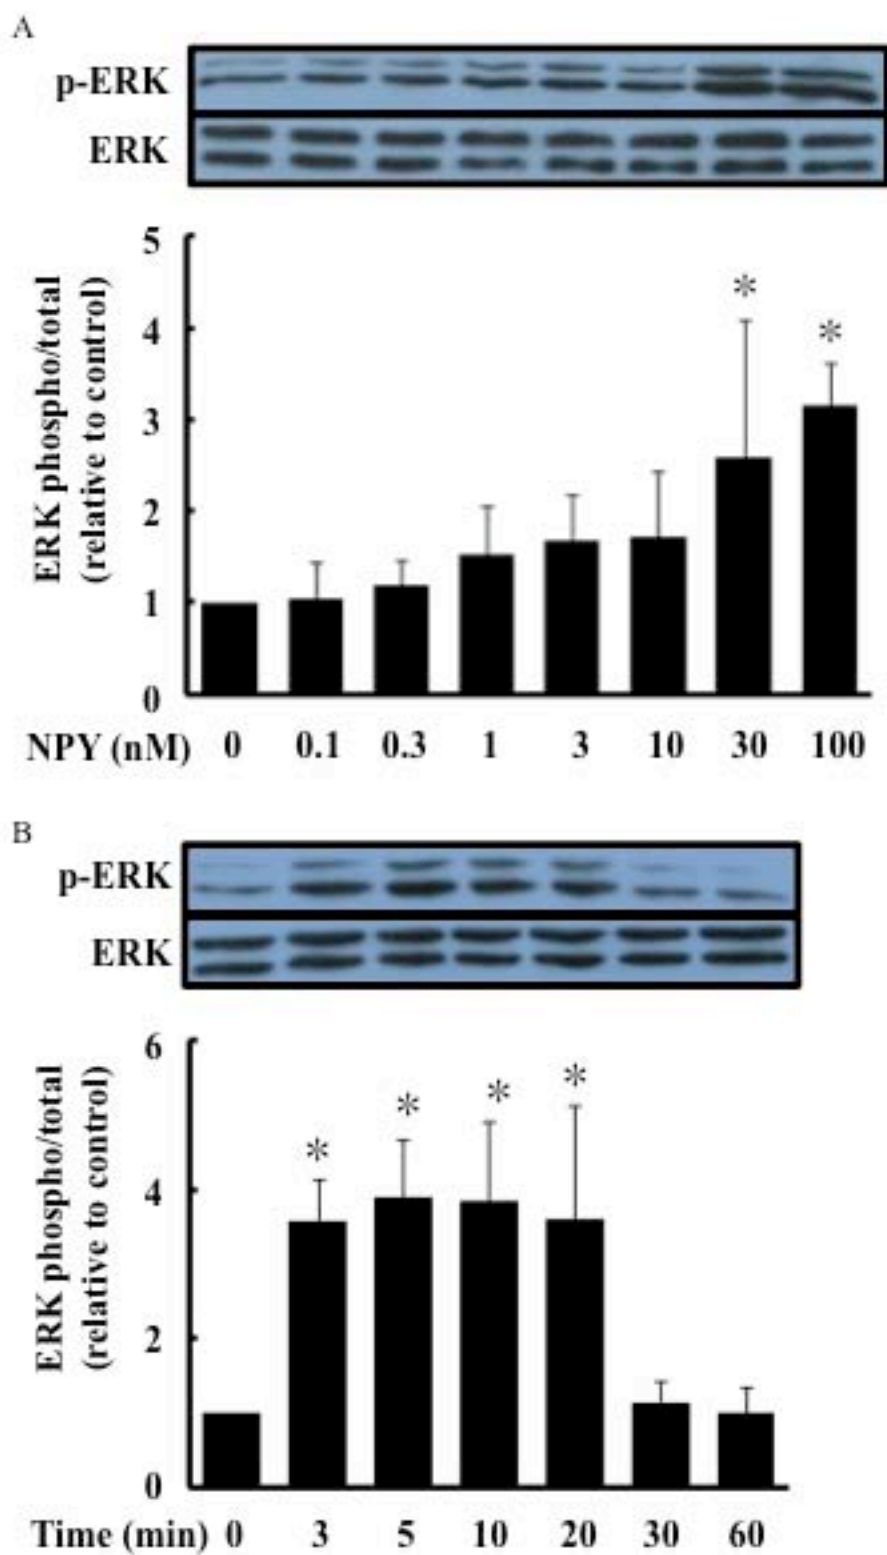 A
p-ERK
ERK
ERK phospho/total
(relative to control)
5
4
3
2
1
0
* *
NPY (nM) 0 0.1 0.3 1 3 10 30 100
B
p-ERK
ERK
ERK phospho/total
(relative to control)
6
4
2
0
* * * *
Time (min) 0 3 5 10 20 30 60